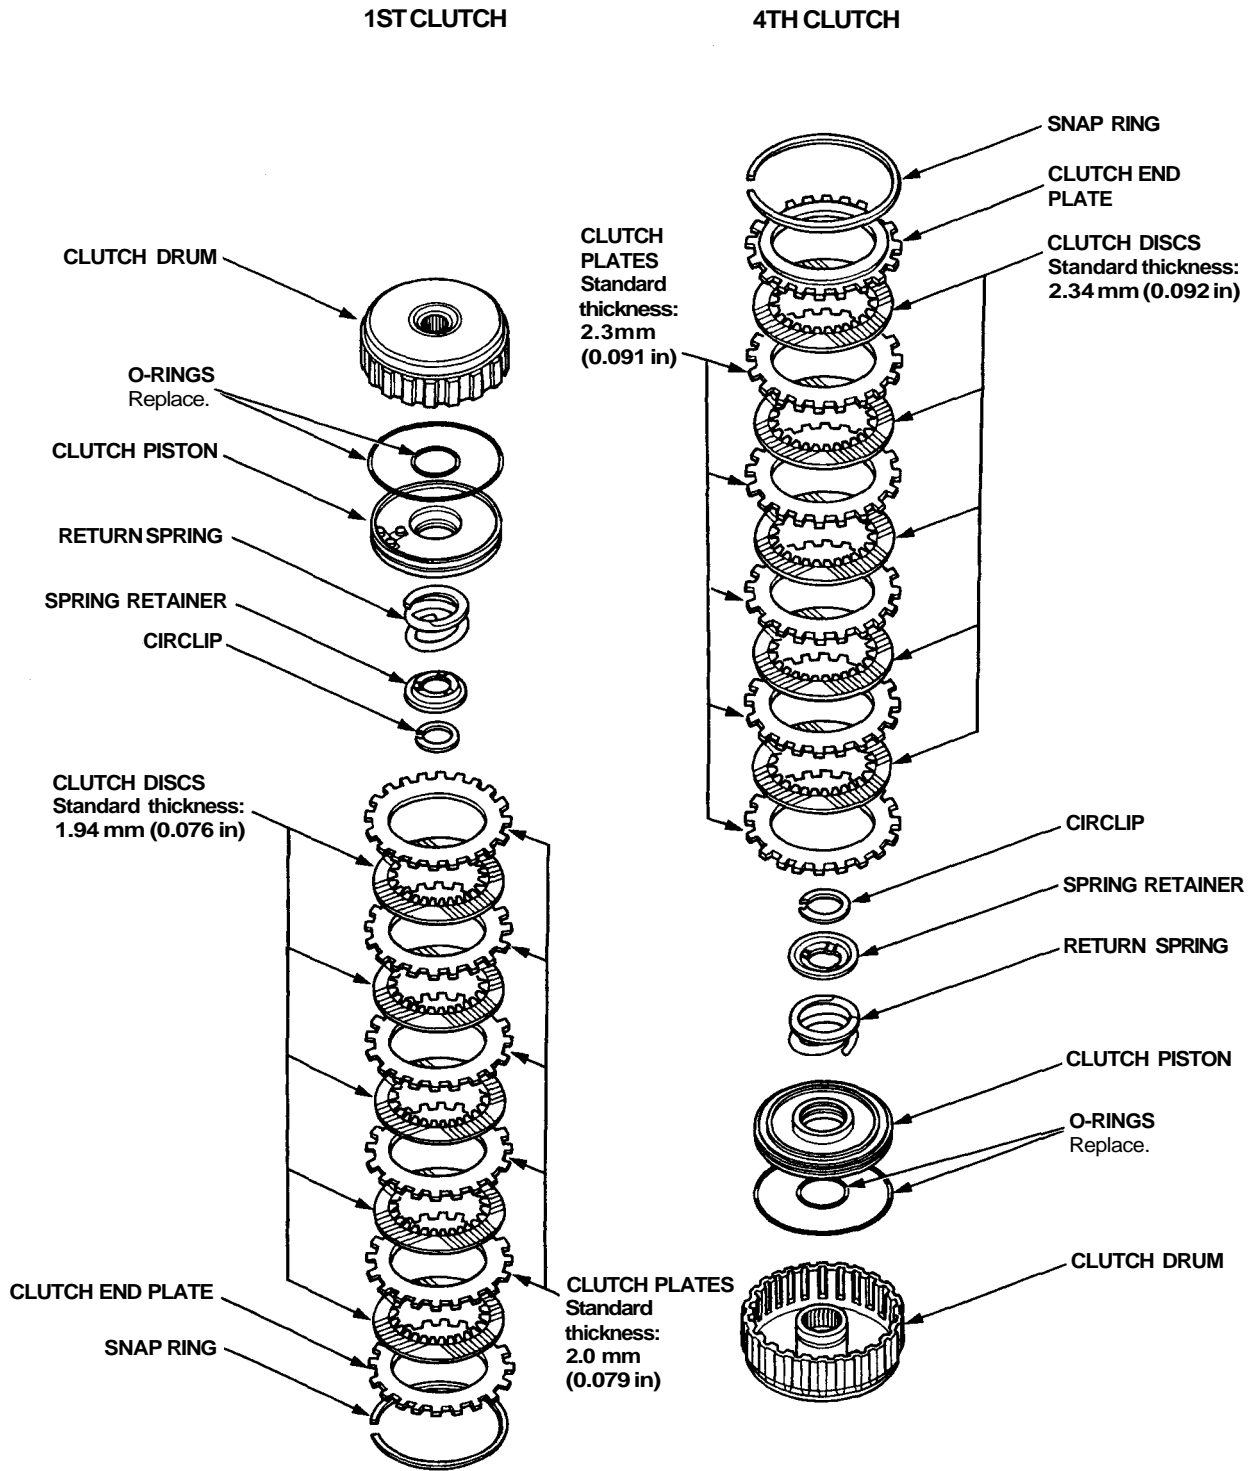 1ST CLUTCH
CLUTCH DRUM
O-RINGS
Replace.
CLUTCH PISTON
RETURN SPRING
SPRING RETAINER
CIRCLIP
CLUTCH DISCS
Standard thickness:
1.94 mm (0.076 in)
CLUTCH END PLATE
SNAP RING
CLUTCH PLATES
Standard
thickness:
2.0 mm
(0.079 in)
4TH CLUTCH
SNAP RING
CLUTCH END
PLATE
CLUTCH
PLATES
Standard
thickness:
2.3mm
(0.091 in)
CLUTCH DISCS
Standard thickness:
2.34 mm (0.092 in)
CIRCLIP
SPRING RETAINER
RETURN SPRING
CLUTCH PISTON
O-RINGS
Replace.
CLUTCH DRUM